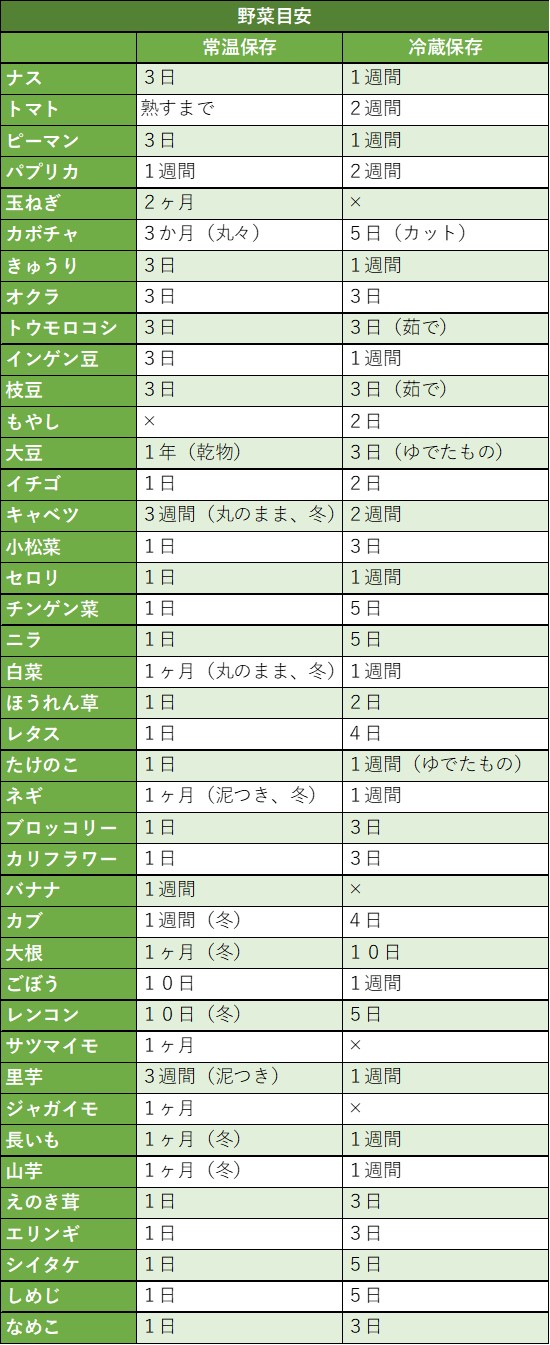 野菜目安
常温保存 冷蔵保存
ナス ３日 １週間
トマト 熟すまで ２週間
ピーマン ３日 １週間
パプリカ １週間 ２週間
玉ねぎ ２ヶ月 ×
カボチャ ３か月（丸々） ５日（カット）
きゅうり ３日 １週間
オクラ ３日 ３日
トウモロコシ ３日 ３日（茹で）
インゲン豆 ３日 １週間
枝豆 ３日 ３日（茹で）
もやし × ２日
大豆 １年（乾物） ３日（ゆでたもの）
イチゴ １日 ２日
キャベツ ３週間（丸のまま、冬） ２週間
小松菜 １日 ３日
セロリ １日 １週間
チンゲン菜 １日 ５日
ニラ １日 ５日
白菜 １ヶ月（丸のまま、冬） １週間
ほうれん草 １日 ２日
レタス １日 ４日
たけのこ １日 １週間（ゆでたもの）
ネギ １ヶ月（泥つき、冬） １週間
ブロッコリー １日 ３日
カリフラワー １日 ３日
バナナ １週間 ×
カブ １週間（冬） ４日
大根 １ヶ月（冬） １０日
ごぼう １０日 １週間
レンコン １０日（冬） ５日
サツマイモ １ヶ月 ×
里芋 ３週間（泥つき） １週間
ジャガイモ １ヶ月 ×
長いも １ヶ月（冬） １週間
山芋 １ヶ月（冬） １週間
えのき茸 １日 ３日
エリンギ １日 ３日
シイタケ １日 ５日
しめじ １日 ５日
なめこ １日 ３日